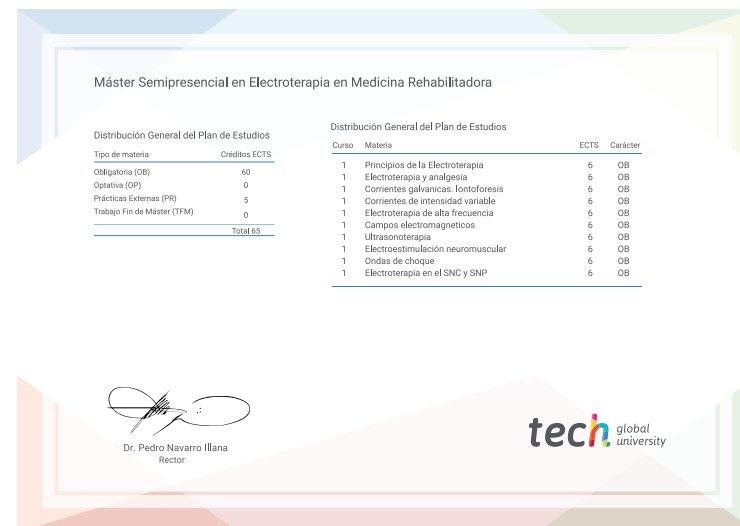 Máster Semipresencial en Electroterapia en Medicina Rehabilitadora
Distribución General del Plan de Estudios
Tipo de materia Créditos ECTS
Obligatoria (OB) 60
Optativa (OP) 0
Prácticas Externas (PR) 5
Trabajo Fin de Máster (TFM) 0
Total 65
Distribución General del Plan de Estudios
Curso Materia ECTS Carácter
1 Principios de la Electroterapia 6 OB
1 Electroterapia y analgesia 6 OB
1 Corrientes galvanicas. Iontoforesis 6 OB
1 Corrientes de intensidad variable 6 OB
1 Electroterapia de alta frecuencia 6 OB
1 Campos electromagneticos 6 OB
1 Ultrasonoterapia 6 OB
1 Electroestimulación neuromuscular 6 OB
1 Ondas de choque 6 OB
1 Electroterapia en el SNC y SNP 6 OB
Dr. Pedro Navarro Illana
Rector
tech global university